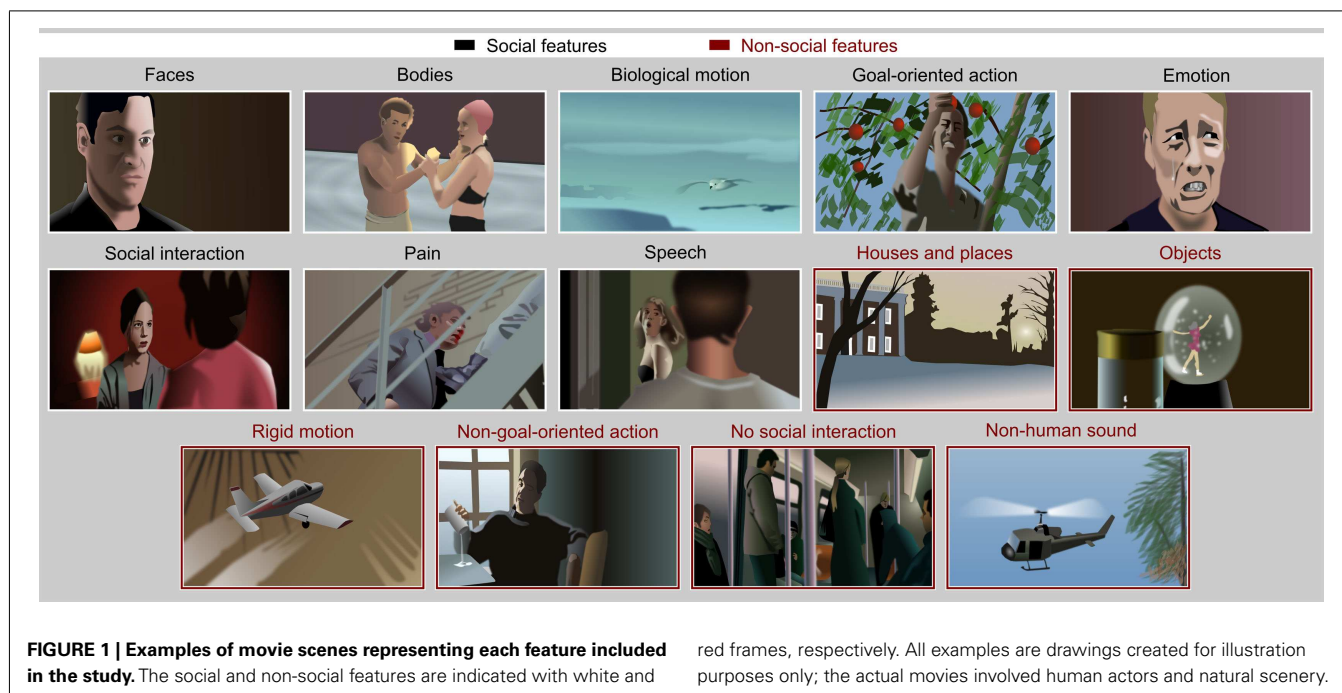 Social features Non-social features
Faces Bodies Biological motion Goal-oriented action Emotion
Social interaction Pain Speech Houses and places Objects
Rigid motion Non-goal-oriented action No social interaction Non-human sound
FIGURE 1 | Examples of movie scenes representing each feature included
in the study. The social and non-social features are indicated with white and
red frames, respectively. All examples are drawings created for illustration
purposes only; the actual movies involved human actors and natural scenery.